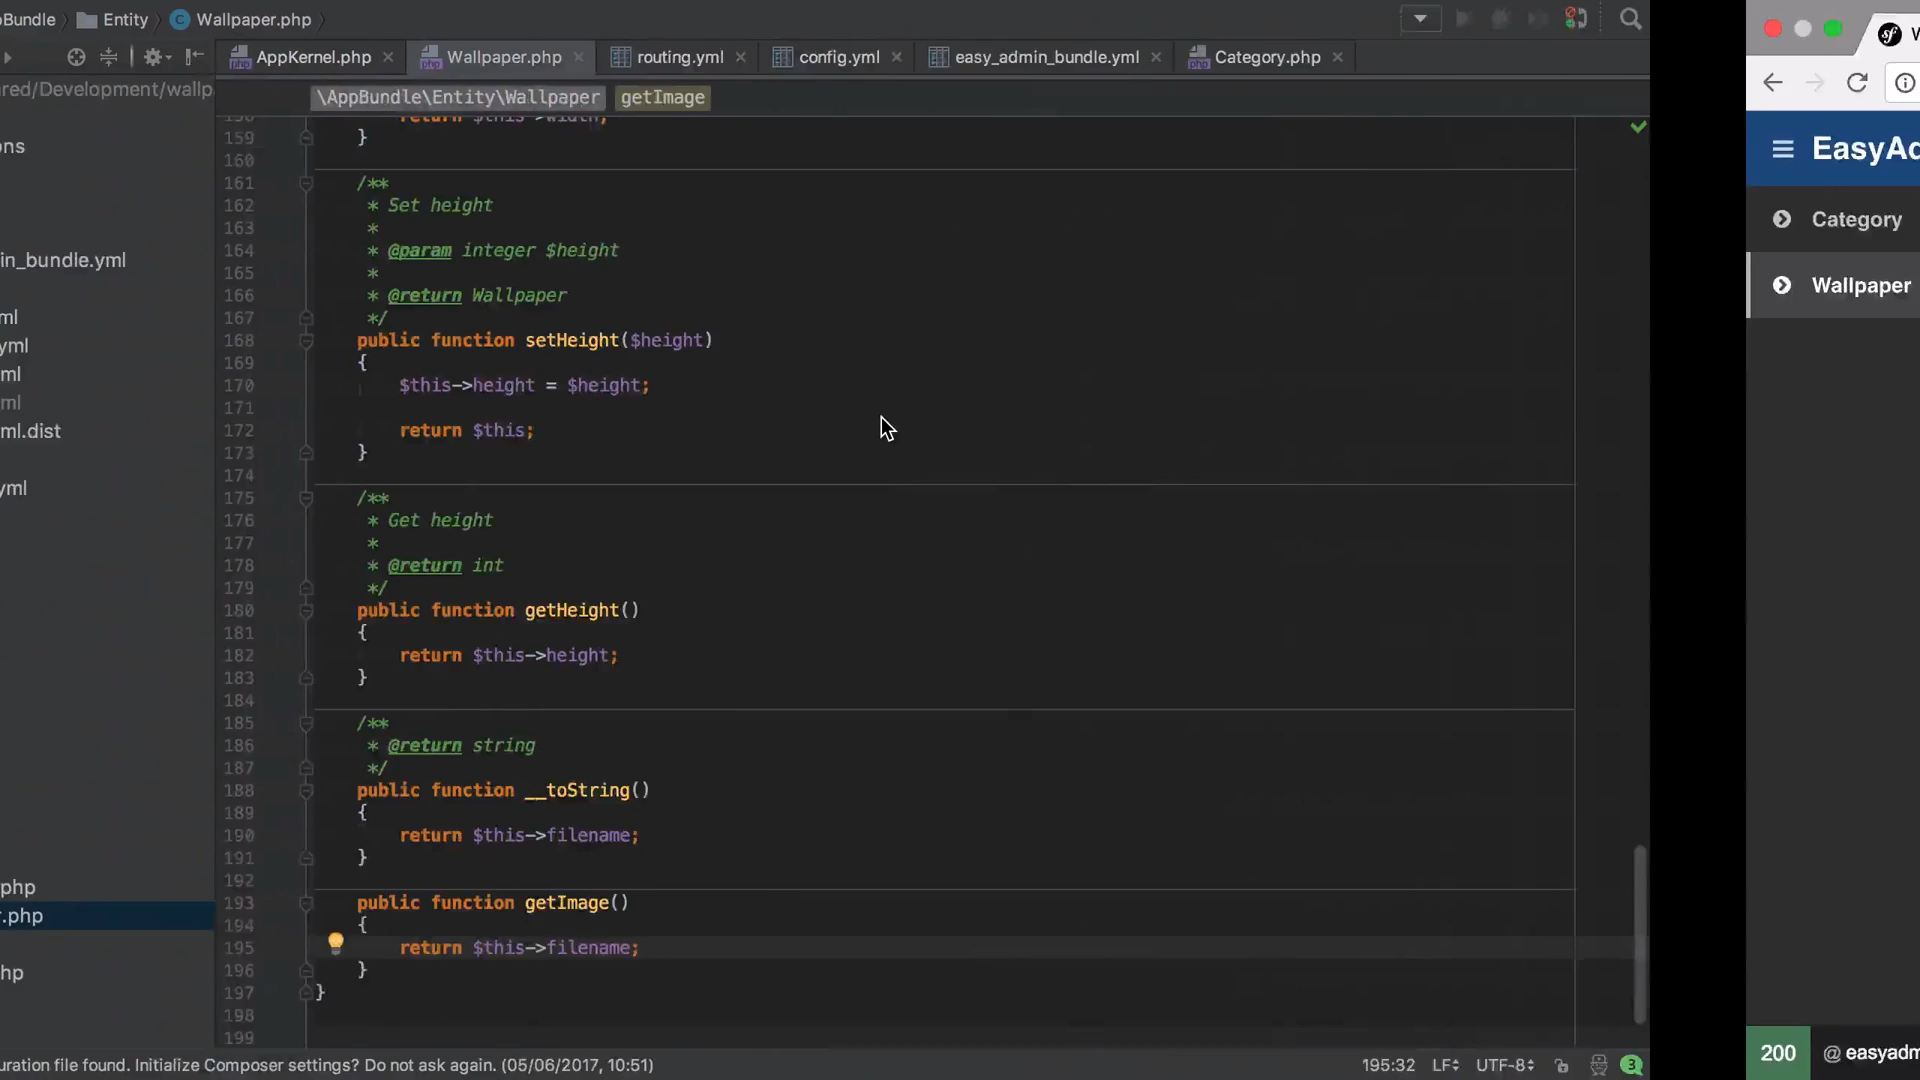 Bundle Entity Wallpaper.php
AppKernel.php Wallpaper.php routing.yml config.yml easy_admin_bundle.yml Category.php
red/Development/wallp
\AppBundle\Entity\Wallpaper getImage
ons
in_bundle.yml
ml
yml
ml
ml
ml.dist
yml
.php
.php
hp
return $this->width;
159 }
160
161 /**
162 * Set height
163 *
164 * @param integer $height
165 *
166 * @return Wallpaper
167 */
168 public function setHeight($height)
169 {
170 $this->height = $height;
171
172 return $this;
173 }
174
175 /**
176 * Get height
177 *
178 * @return int
179 */
180 public function getHeight()
181 {
182 return $this->height;
183 }
184
185 /**
186 * @return string
187 */
188 public function __toString()
189 {
190 return $this->filename;
191 }
192
193 public function getImage()
194 {
195 return $this->filename;
196 }
197 }
198
199
uration file found. Initialize Composer settings? Do not ask again. (05/06/2017, 10:51) 195:32 LF UTF-8 3
sf W
EasyAd
Category
Wallpaper
200 @ easyadm